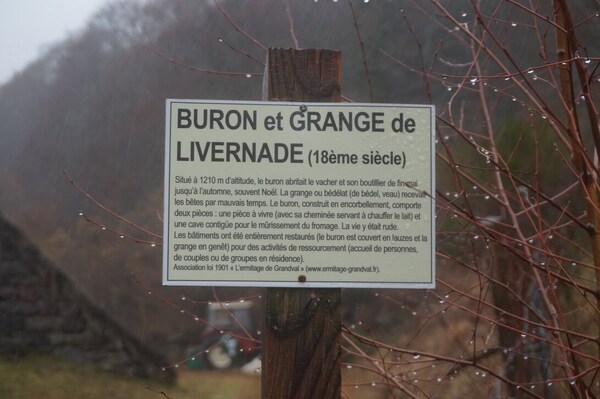 BURON et GRANGE de
LIVERNADE (18ème siècle)
Situé à 1210 m d'altitude, le buron abritait le vacher et son boutillier de fin mai
jusqu'à l'automne, souvent Noël. La grange ou bédélat (de bédel, veau) recevait
les bêtes par mauvais temps. Le buron, construit en encorbellement, comporte
deux pièces : une pièce à vivre (avec sa cheminée servant à chauffer le lait) et
une cave contigüe pour le mûrissement du fromage. La vie y était rude.
Les bâtiments ont été entièrement restaurés (le buron est couvert en lauzes et la
grange en genêt) pour des activités de ressourcement (accueil de personnes,
de couples ou de groupes en résidence).
Association loi 1901 « L'ermitage de Grandval » (www.ermitage-grandval.fr).